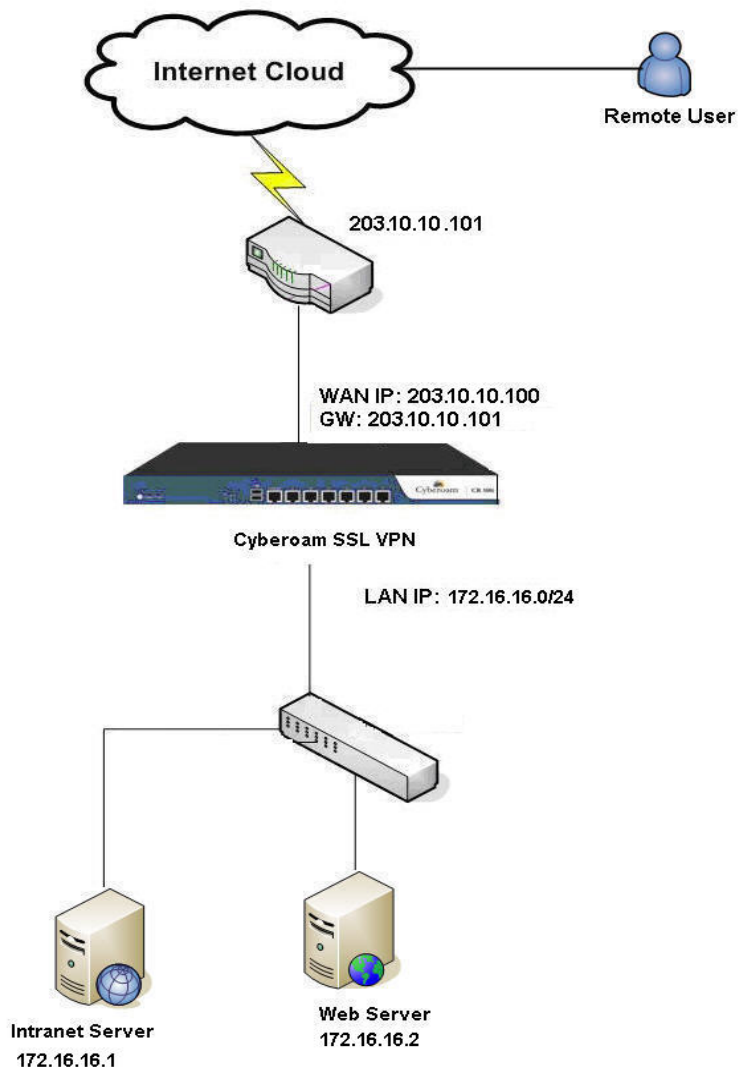 Internet Cloud
Remote User
203.10.10.101
WAN IP: 203.10.10.100
GW: 203.10.10.101
Cyberoam
Cyberoam SSL VPN
LAN IP: 172.16.16.0/24
Web Server
172.16.16.2
Intranet Server
172.16.16.1